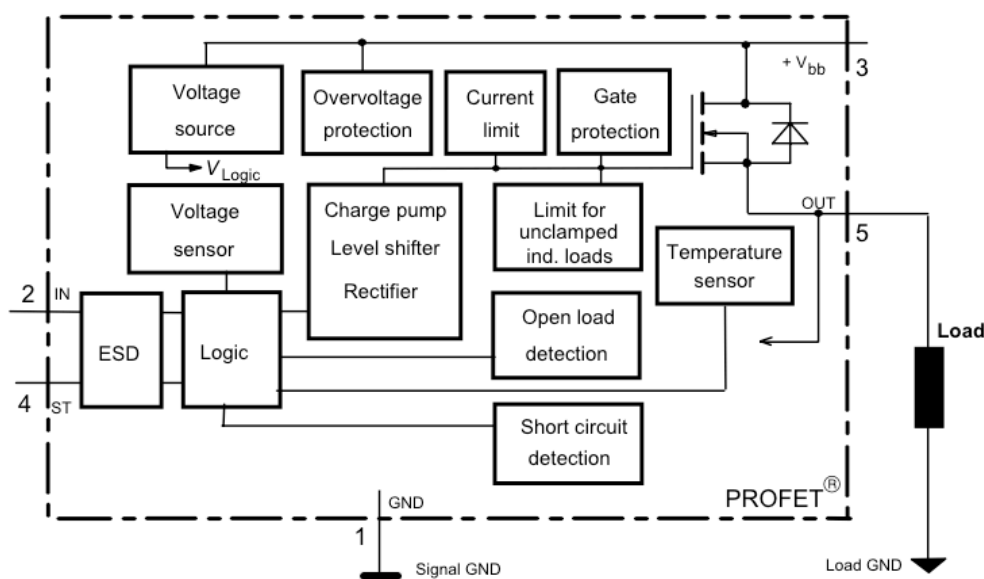 + Vbb
3
Voltage
source
Overvoltage
protection
Current
limit
Gate
protection
VLogic
Voltage
sensor
Charge pump
Level shifter
Rectifier
Limit for
unclamped
ind. loads
OUT
5
Temperature
sensor
2
IN
ESD
Logic
Open load
detection
Load
4
ST
Short circuit
detection
PROFET®
GND
1
Signal GND
Load GND